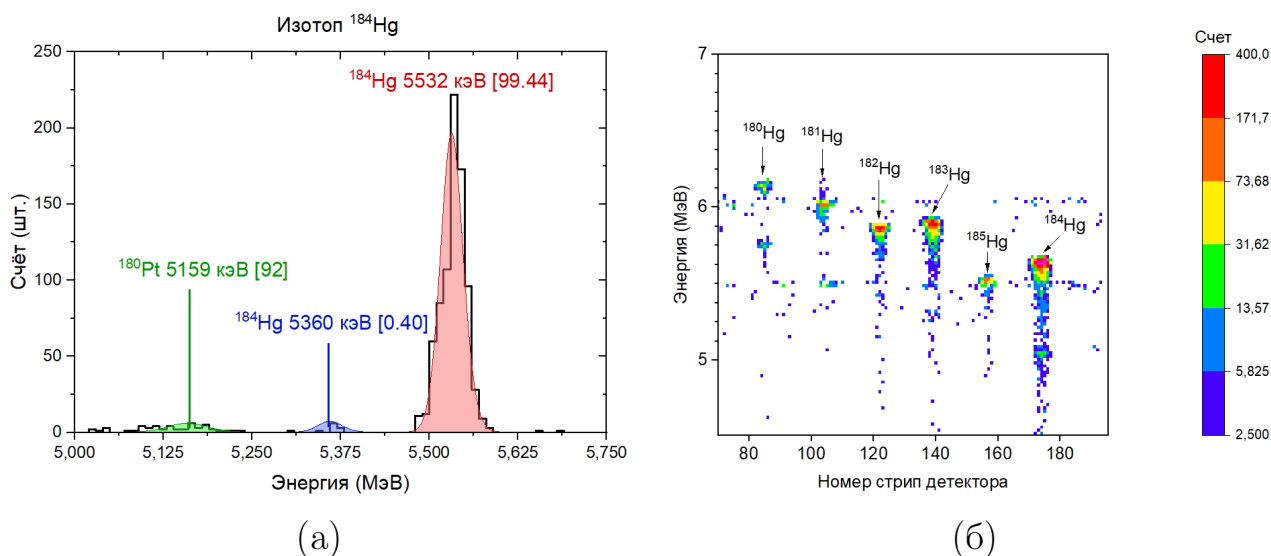 Изотоп ¹⁸⁴Hg
250
200
150
100
50
0
Счёт (шт.)
¹⁸⁴Hg 5532 кэВ [99.44]
¹⁸⁰Pt 5159 кэВ [92]
¹⁸⁴Hg 5360 кэВ [0.40]
5,000 5,125 5,250 5,375 5,500 5,625 5,750
Энергия (МэВ)
(а)
7
6
5
Энергия (МэВ)
¹⁸⁰Hg
¹⁸¹Hg
¹⁸²Hg
¹⁸³Hg
¹⁸⁵Hg
¹⁸⁴Hg
80 100 120 140 160 180
Номер стрип детектора
(б)
Счет
400,0
171,7
73,68
31,62
13,57
5,825
2,500